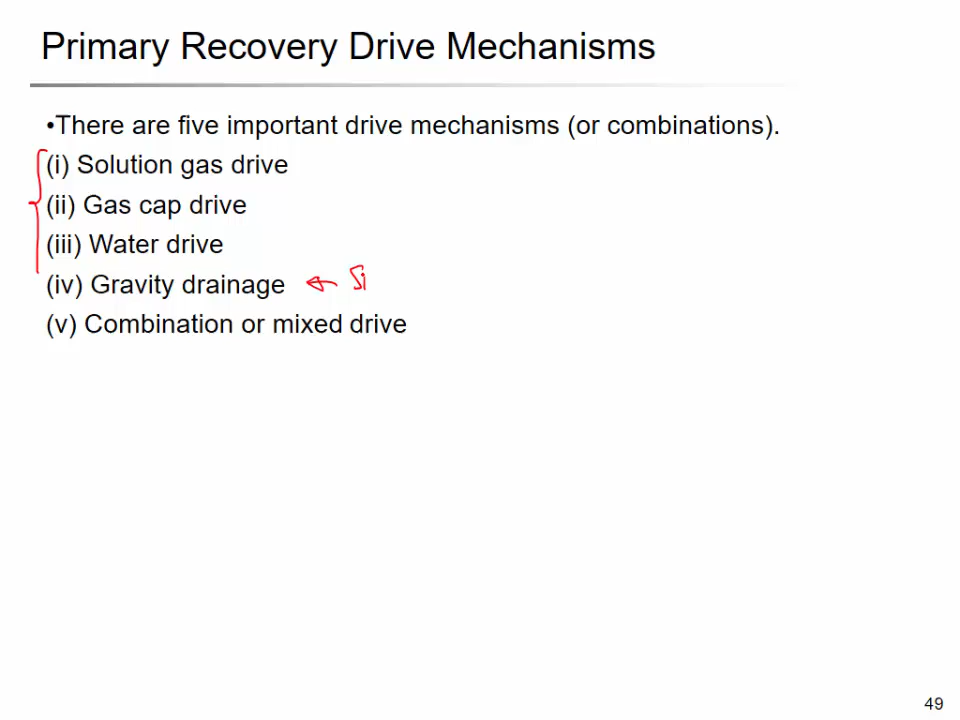 Primary Recovery Drive Mechanisms
•There are five important drive mechanisms (or combinations).
(i) Solution gas drive
(ii) Gas cap drive
(iii) Water drive
(iv) Gravity drainage ← Si
(v) Combination or mixed drive
49